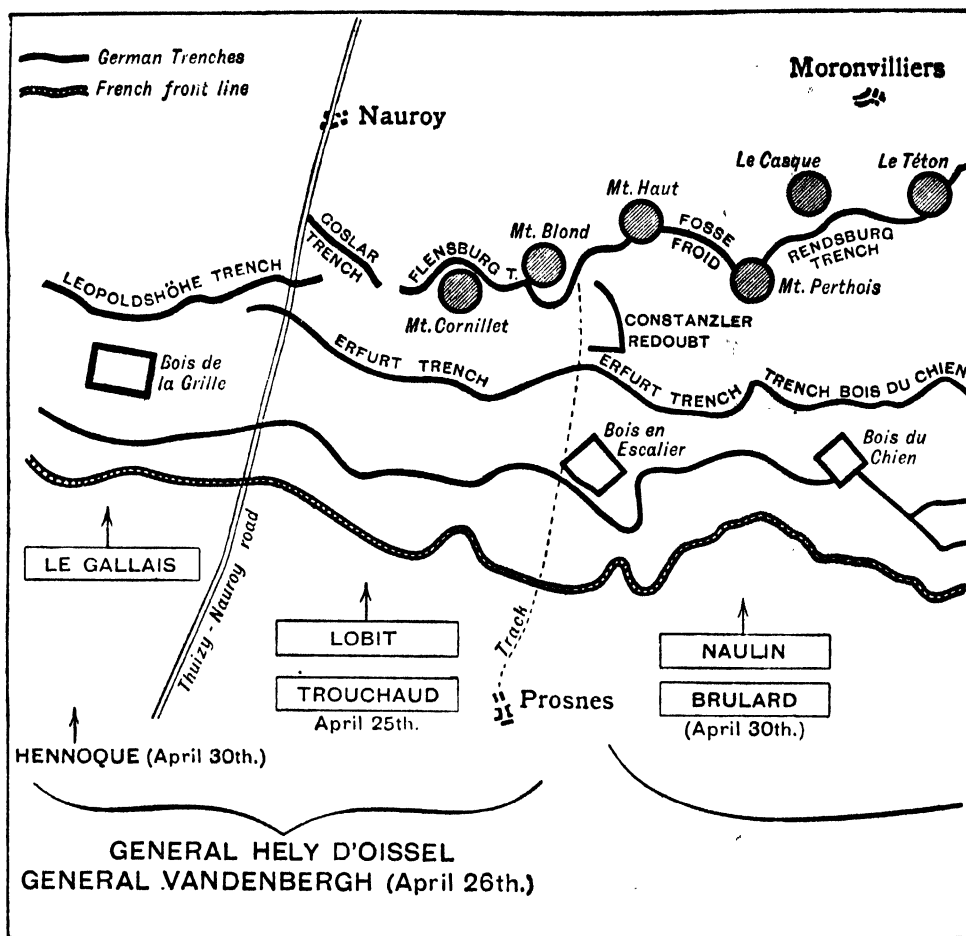 German Trenches
French front line
Moronvilliers
Nauroy
Le Casque
Le Téton
Mt. Haut
Mt. Blond
GOSLAR
TRENCH
FLENSBURG T.
FOSSE
FROID
RENDSBURG
TRENCH
LEOPOLDSHÖHE TRENCH
Mt. Cornillet
Mt. Perthois
CONSTANZLER
REDOUBT
Bois de
la Grille
ERFURT TRENCH
ERFURT TRENCH
TRENCH BOIS DU CHIEN
Bois en
Escalier
Bois du
Chien
LE GALLAIS
Thuizy-Nauroy road
LOBIT
TROUCHAUD
April 25th.
Track
Prosnes
NAULIN
BRULARD
(April 30th.)
HENNOQUE (April 30th.)
GENERAL HELY D'OISSEL
GENERAL VANDENBERGH (April 26th.)